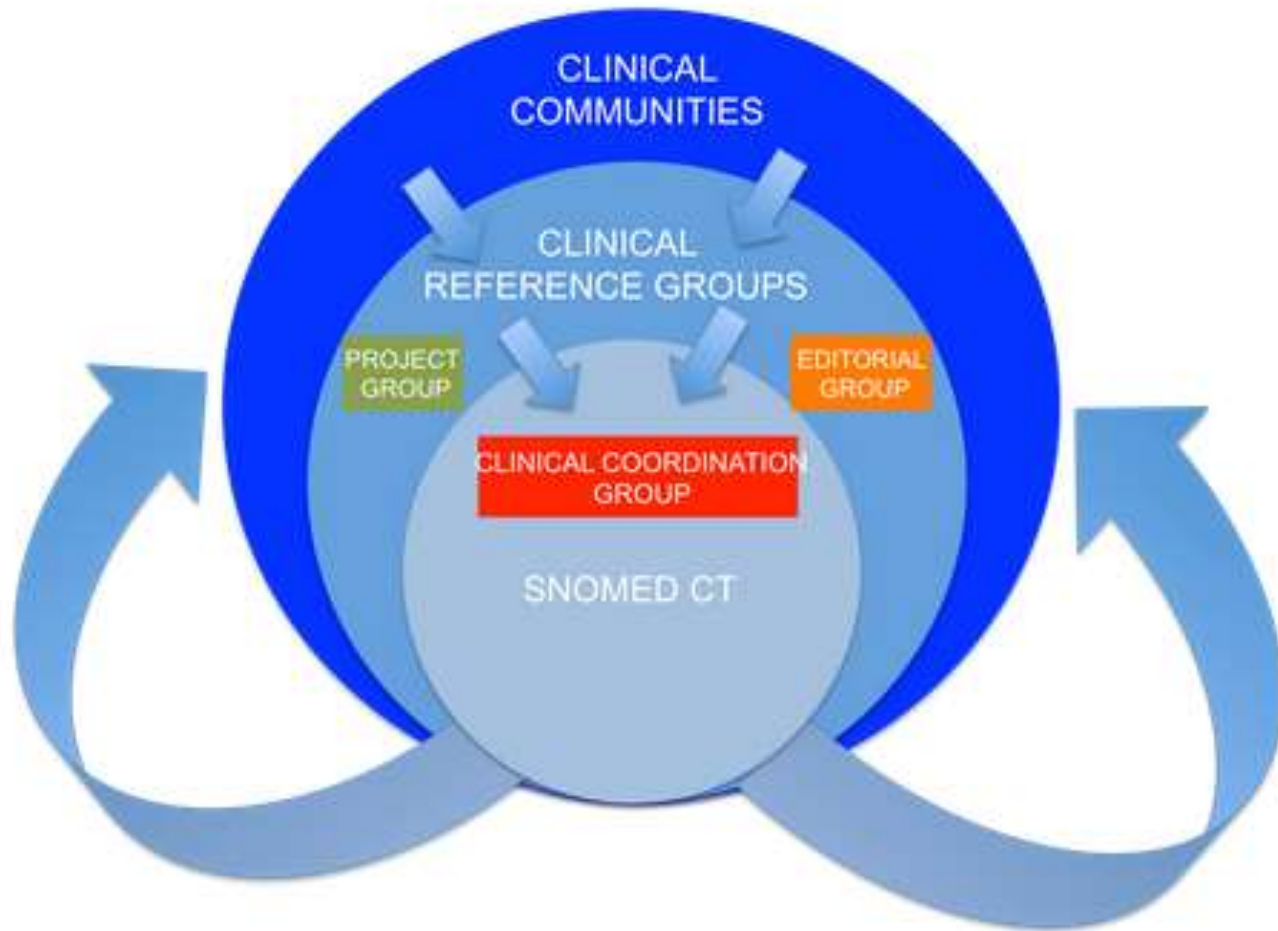 CLINICAL
COMMUNITIES
CLINICAL
REFERENCE GROUPS
PROJECT
GROUP
EDITORIAL
GROUP
CLINICAL COORDINATION
GROUP
SNOMED CT